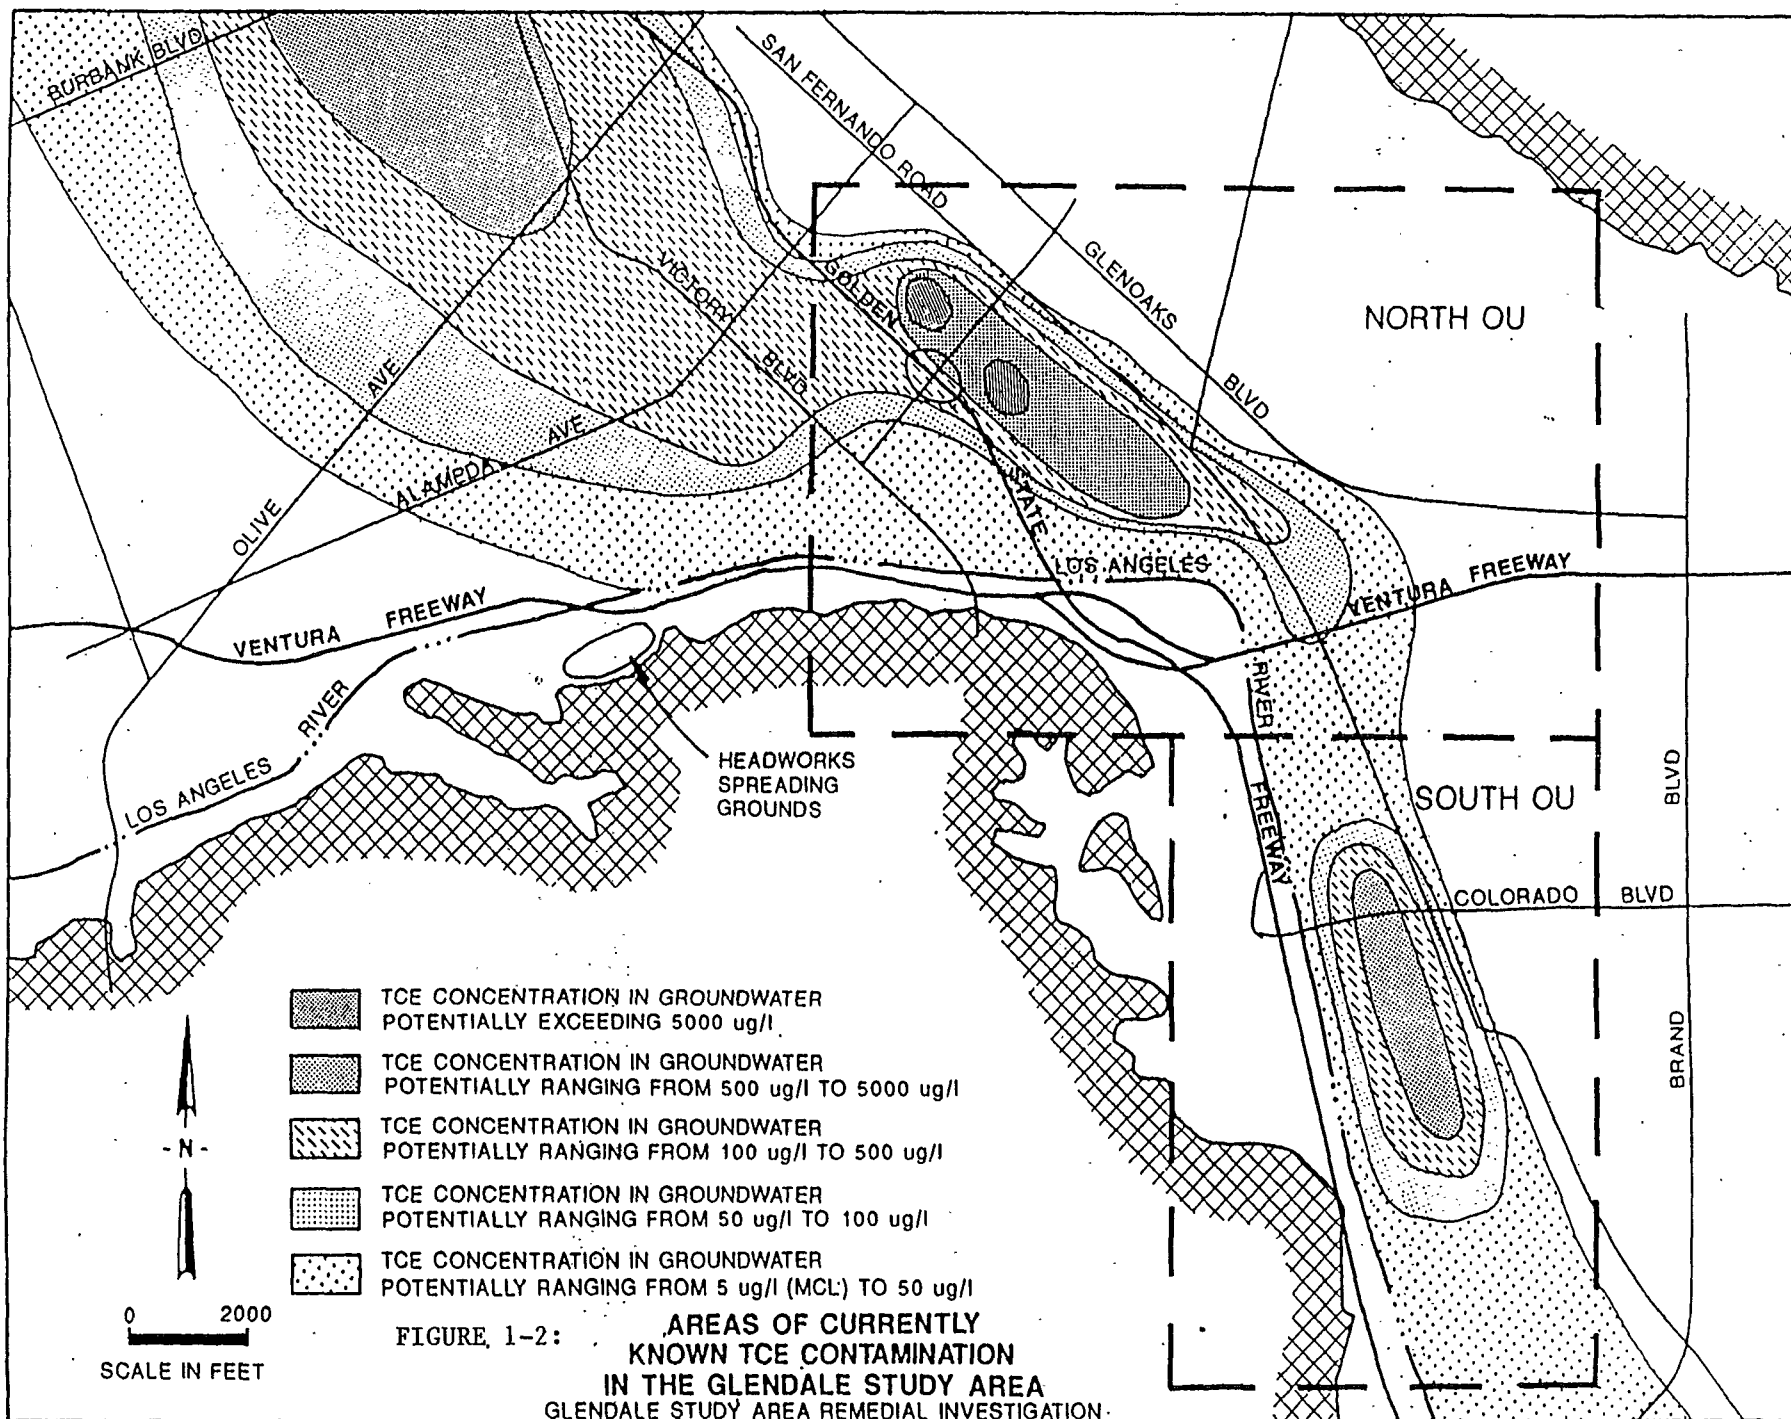 BURBANK BLVD
SAN FERNANDO ROAD
GLENOAKS BLVD
GOLDEN STATE
VICTORY BLVD
NORTH OU
OLIVE AVE
ALAMEDA AVE
LOS ANGELES
VENTURA FREEWAY
VENTURA FREEWAY
RIVER
FREEWAY
LOS ANGELES RIVER
HEADWORKS
SPREADING
GROUNDS
SOUTH OU
COLORADO BLVD
BRAND BLVD
TCE CONCENTRATION IN GROUNDWATER
POTENTIALLY EXCEEDING 5000 ug/l
TCE CONCENTRATION IN GROUNDWATER
POTENTIALLY RANGING FROM 500 ug/l TO 5000 ug/l
TCE CONCENTRATION IN GROUNDWATER
POTENTIALLY RANGING FROM 100 ug/l TO 500 ug/l
TCE CONCENTRATION IN GROUNDWATER
POTENTIALLY RANGING FROM 50 ug/l TO 100 ug/l
TCE CONCENTRATION IN GROUNDWATER
POTENTIALLY RANGING FROM 5 ug/l (MCL) TO 50 ug/l
-N-
0 2000
SCALE IN FEET
FIGURE 1-2:
AREAS OF CURRENTLY
KNOWN TCE CONTAMINATION
IN THE GLENDALE STUDY AREA
GLENDALE STUDY AREA REMEDIAL INVESTIGATION